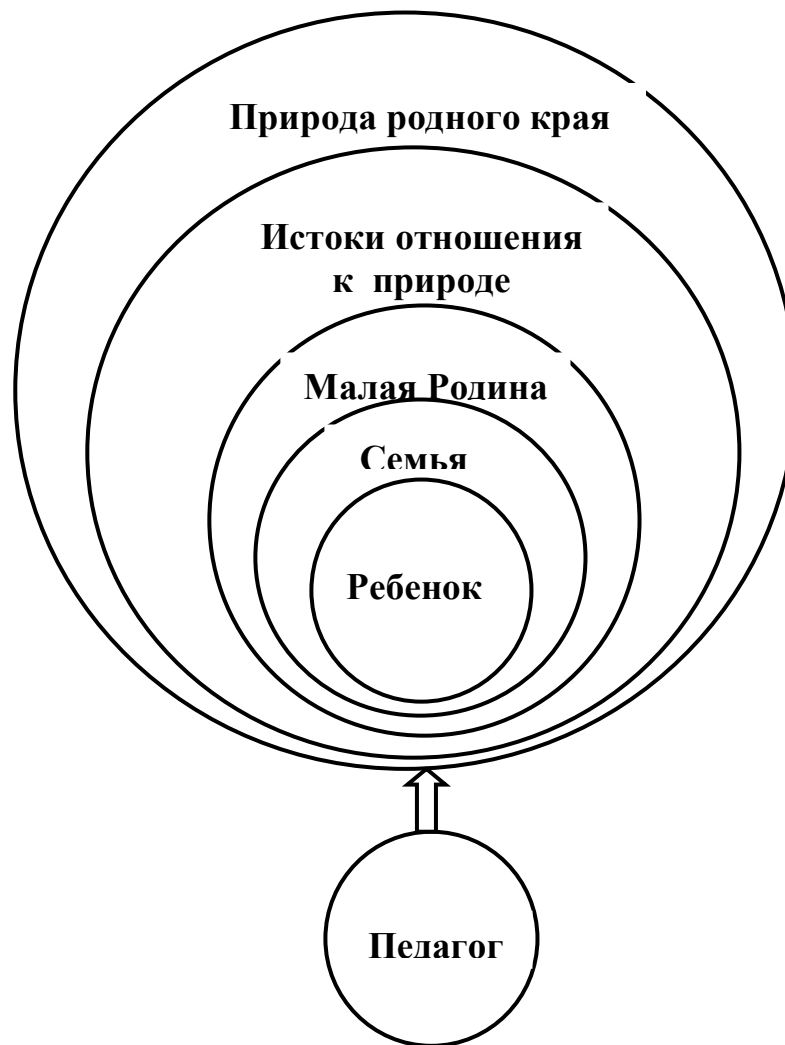 Природа родного края
Истоки отношения
к природе
Малая Родина
Семья
Ребенок
Педагог